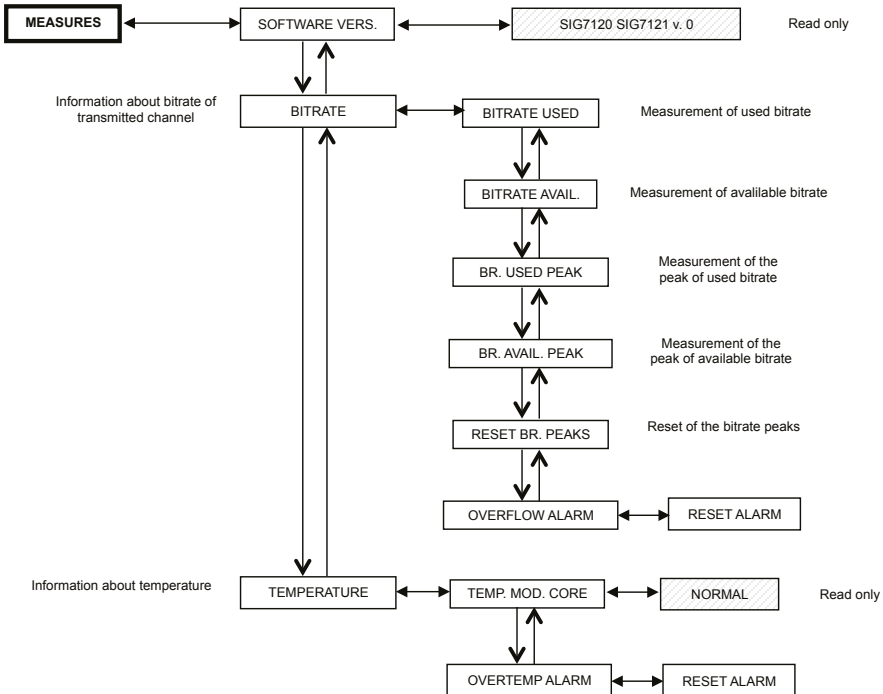 MEASURES
SOFTWARE VERS.
SIG7120 SIG7121 v. 0
Read only
Information about bitrate of
transmitted channel
BITRATE
BITRATE USED
Measurement of used bitrate
BITRATE AVAIL.
Measurement of avalilable bitrate
BR. USED PEAK
Measurement of the
peak of used bitrate
BR. AVAIL. PEAK
Measurement of the
peak of available bitrate
RESET BR. PEAKS
Reset of the bitrate peaks
OVERFLOW ALARM
RESET ALARM
Information about temperature
TEMPERATURE
TEMP. MOD. CORE
NORMAL
Read only
OVERTEMP ALARM
RESET ALARM